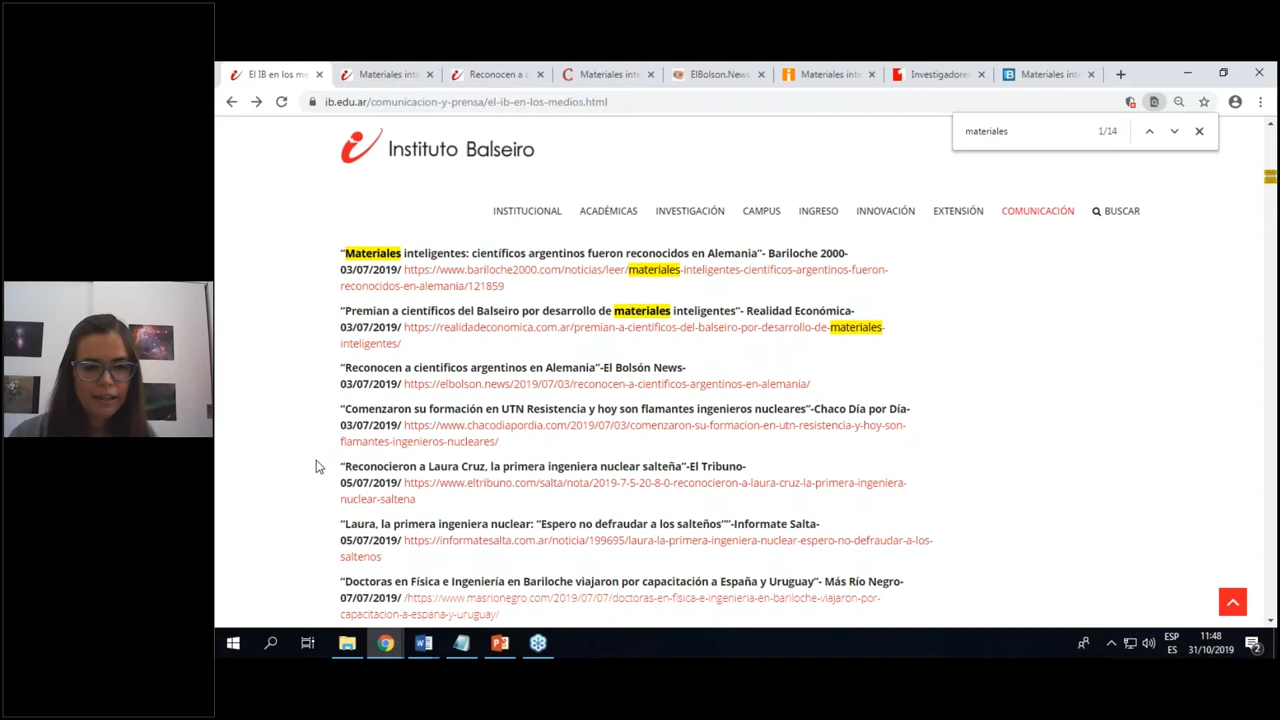 El IB en los me
Materiales inte
Reconocen a c
Materiales inte
ElBolson.News
Materiales inte
Investigadores
Materiales inte
ib.edu.ar/comunicacion-y-prensa/el-ib-en-los-medios.html
materiales 1/14
Instituto Balseiro
INSTITUCIONAL ACADÉMICAS INVESTIGACIÓN CAMPUS INGRESO INNOVACIÓN EXTENSIÓN COMUNICACIÓN BUSCAR
“Materiales inteligentes: científicos argentinos fueron reconocidos en Alemania”- Bariloche 2000-
03/07/2019/ https://www.bariloche2000.com/noticias/leer/materiales-inteligentes-cientificos-argentinos-fueron-
reconocidos-en-alemania/121859
“Premian a científicos del Balseiro por desarrollo de materiales inteligentes”- Realidad Económica-
03/07/2019/ https://realidadeconomica.com.ar/premian-a-cientificos-del-balseiro-por-desarrollo-de-materiales-
inteligentes/
“Reconocen a cientificos argentinos en Alemania”-El Bolsón News-
03/07/2019/ https://elbolson.news/2019/07/03/reconocen-a-científicos-argentinos-en-alemania/
“Comenzaron su formación en UTN Resistencia y hoy son flamantes ingenieros nucleares”-Chaco Día por Día-
03/07/2019/ https://www.chacodiapordia.com/2019/07/03/comenzaron-su-formacion-en-utn-resistencia-y-hoy-son-
flamantes-ingenieros-nucleares/
“Reconocieron a Laura Cruz, la primera ingeniera nuclear salteña”-El Tribuno-
05/07/2019/ https://www.eltribuno.com/salta/nota/2019-7-5-20-8-0-reconocieron-a-laura-cruz-la-primera-ingeniera-
nuclear-saltena
“Laura, la primera ingeniera nuclear: “Espero no defraudar a los salteños””-Informate Salta-
05/07/2019/ https://informatesalta.com.ar/noticia/199695/laura-la-primera-ingeniera-nuclear-espero-no-defraudar-a-los-
saltenos
“Doctoras en Física e Ingeniería en Bariloche viajaron por capacitación a España y Uruguay”- Más Río Negro-
07/07/2019/ /https://www.masrionegro.com/2019/07/07/doctoras-en-fisica-e-ingenieria-en-bariloche-viajaron-por-
capacitacion-a-espana-y-uruguay/
ESP
ES
11:48
31/10/2019
2